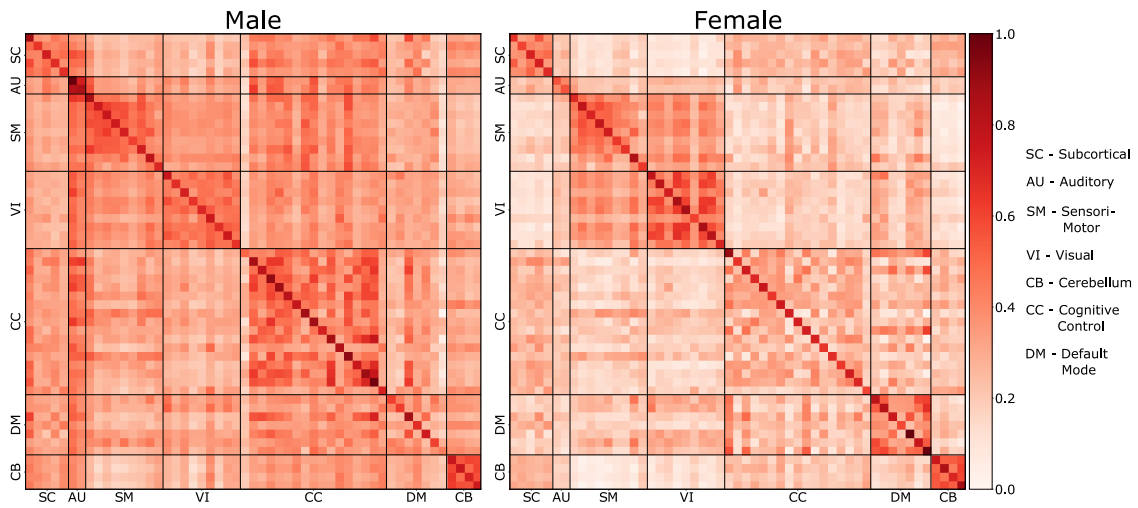 Male
Female
SC
AU
SM
VI
CC
DM
CB
SC AU SM VI CC DM CB
SC
AU
SM
VI
CC
DM
CB
SC AU SM VI CC DM CB
1.0
0.8
0.6
0.4
0.2
0.0
SC - Subcortical
AU - Auditory
SM - Sensori-
Motor
VI - Visual
CB - Cerebellum
CC - Cognitive
Control
DM - Default
Mode